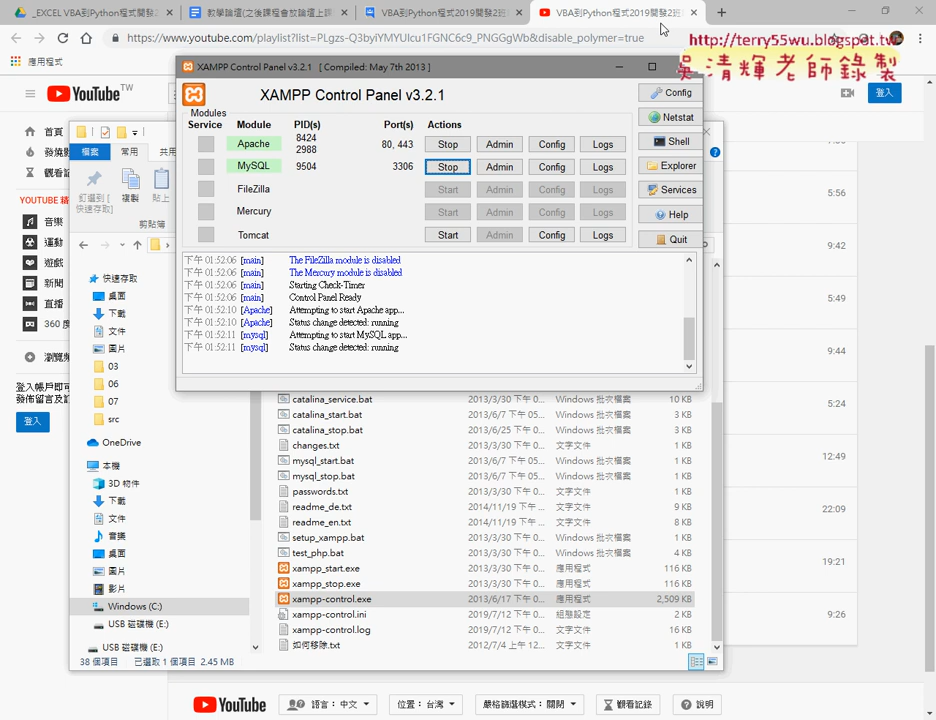 _EXCEL VBA到Python程式開發
教學論壇(之後課程會放論壇上課
VBA到Python程式開發2班
VBA到Python程式2019開發2班
https://www.youtube.com/playlist?list=PLgzs-Q3byiYMYUIcu1FGNC6c9_PNGGgWb&disable_polymer=true
http://terry55wu.blogspot.tw
吳清輝老師錄製
應用程式
YouTube TW
登入
首頁
發燒
觀看
YOUTUBE 精
音樂
運動
遊戲
新聞
直播
360 度
瀏覽頻
登入帳戶即可
登入
XAMPP Control Panel v3.2.1 [ Compiled: May 7th 2013 ]
XAMPP Control Panel v3.2.1
Config
Modules
Service Module PID(s) Port(s) Actions
Netstat
Apache 8424 2988 80, 443 Stop Admin Config Logs
Shell
MySQL 9504 3306 Stop Admin Config Logs
Explorer
FileZilla Start Admin Config Logs
Services
Mercury Start Admin Config Logs
Help
Tomcat Start Admin Config Logs
Quit
下午 01:52:06 [main] The FileZilla module is disabled
下午 01:52:06 [main] The Mercury module is disabled
下午 01:52:06 [main] Starting Check-Timer
下午 01:52:06 [main] Control Panel Ready
下午 01:52:10 [Apache] Attempting to start Apache app...
下午 01:52:10 [Apache] Status change detected: running
下午 01:52:11 [mysql] Attempting to start MySQL app...
下午 01:52:11 [mysql] Status change detected: running
檔案 常用 共用
釘選到 [快速存取]
複製
貼上
剪貼簿
快速存取
桌面
下載
文件
圖片
03
06
07
src
OneDrive
本機
3D 物件
下載
文件
音樂
桌面
圖片
影片
Windows (C:)
USB 磁碟機 (E:)
USB 磁碟機 (E:)
catalina_service.bat 2013/3/30 下午 0... Windows 批次檔案 10 KB
catalina_start.bat 2013/6/7 下午 05... Windows 批次檔案 3 KB
catalina_stop.bat 2013/6/25 下午 0... Windows 批次檔案 3 KB
changes.txt 2013/3/30 下午 0... 文字文件 1 KB
mysql_start.bat 2013/6/7 下午 05... Windows 批次檔案 1 KB
mysql_stop.bat 2013/6/7 下午 05... Windows 批次檔案 1 KB
passwords.txt 2013/3/30 下午 0... 文字文件 1 KB
readme_de.txt 2014/11/19 下午 ... 文字文件 8 KB
readme_en.txt 2014/11/19 下午 ... 文字文件 8 KB
setup_xampp.bat 2013/3/30 下午 0... Windows 批次檔案 1 KB
test_php.bat 2013/3/30 下午 0... Windows 批次檔案 4 KB
xampp_start.exe 2013/3/30 下午 0... 應用程式 116 KB
xampp_stop.exe 2013/3/30 下午 0... 應用程式 116 KB
xampp-control.exe 2013/6/17 下午 0... 應用程式 2,509 KB
xampp-control.ini 2019/7/12 下午 0... 組態設定 2 KB
xampp-control.log 2019/7/12 下午 0... 文字文件 16 KB
如何移除.txt 2012/7/4 上午 12... 文字文件 1 KB
38 個項目 已選取 1 個項目 2.45 MB
5:56
9:42
5:49
9:44
5:24
12:49
22:09
19:21
9:26
YouTube
語言：中文
位置：台灣
嚴格篩選模式：關閉
觀看記錄
說明